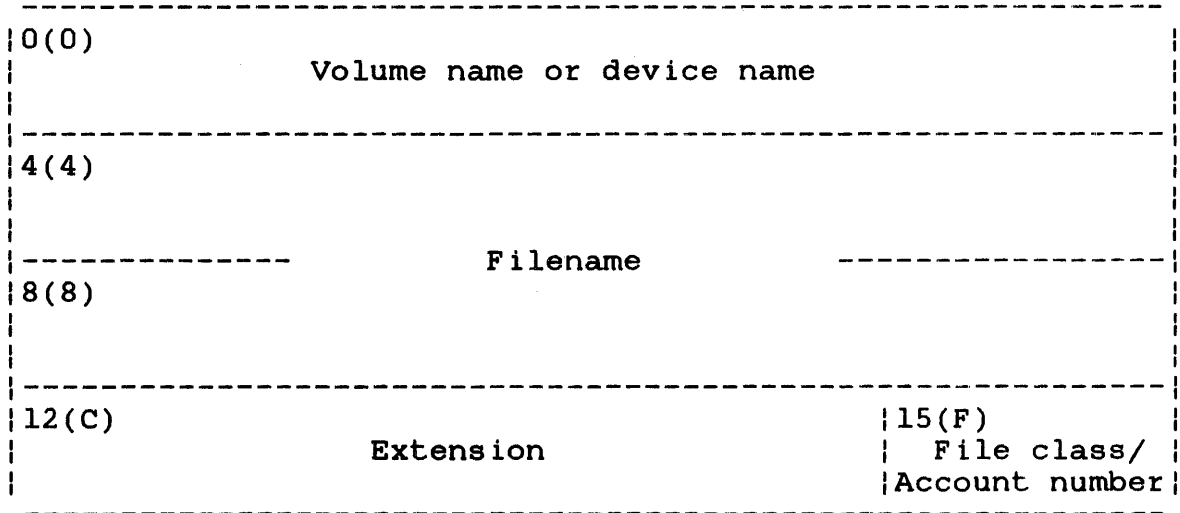 0(0)
Volume name or device name
4(4)
Filename
8(8)
12(C)
15(F)
Extension
File class/
Account number